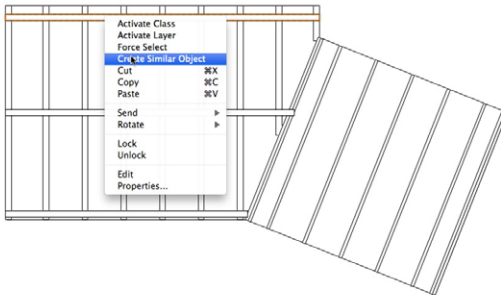 Activate Class
Activate Layer
Force Select
Create Similar Object
Cut ⌘X
Copy ⌘C
Paste ⌘V
Send ▶
Rotate ▶
Lock
Unlock
Edit
Properties...